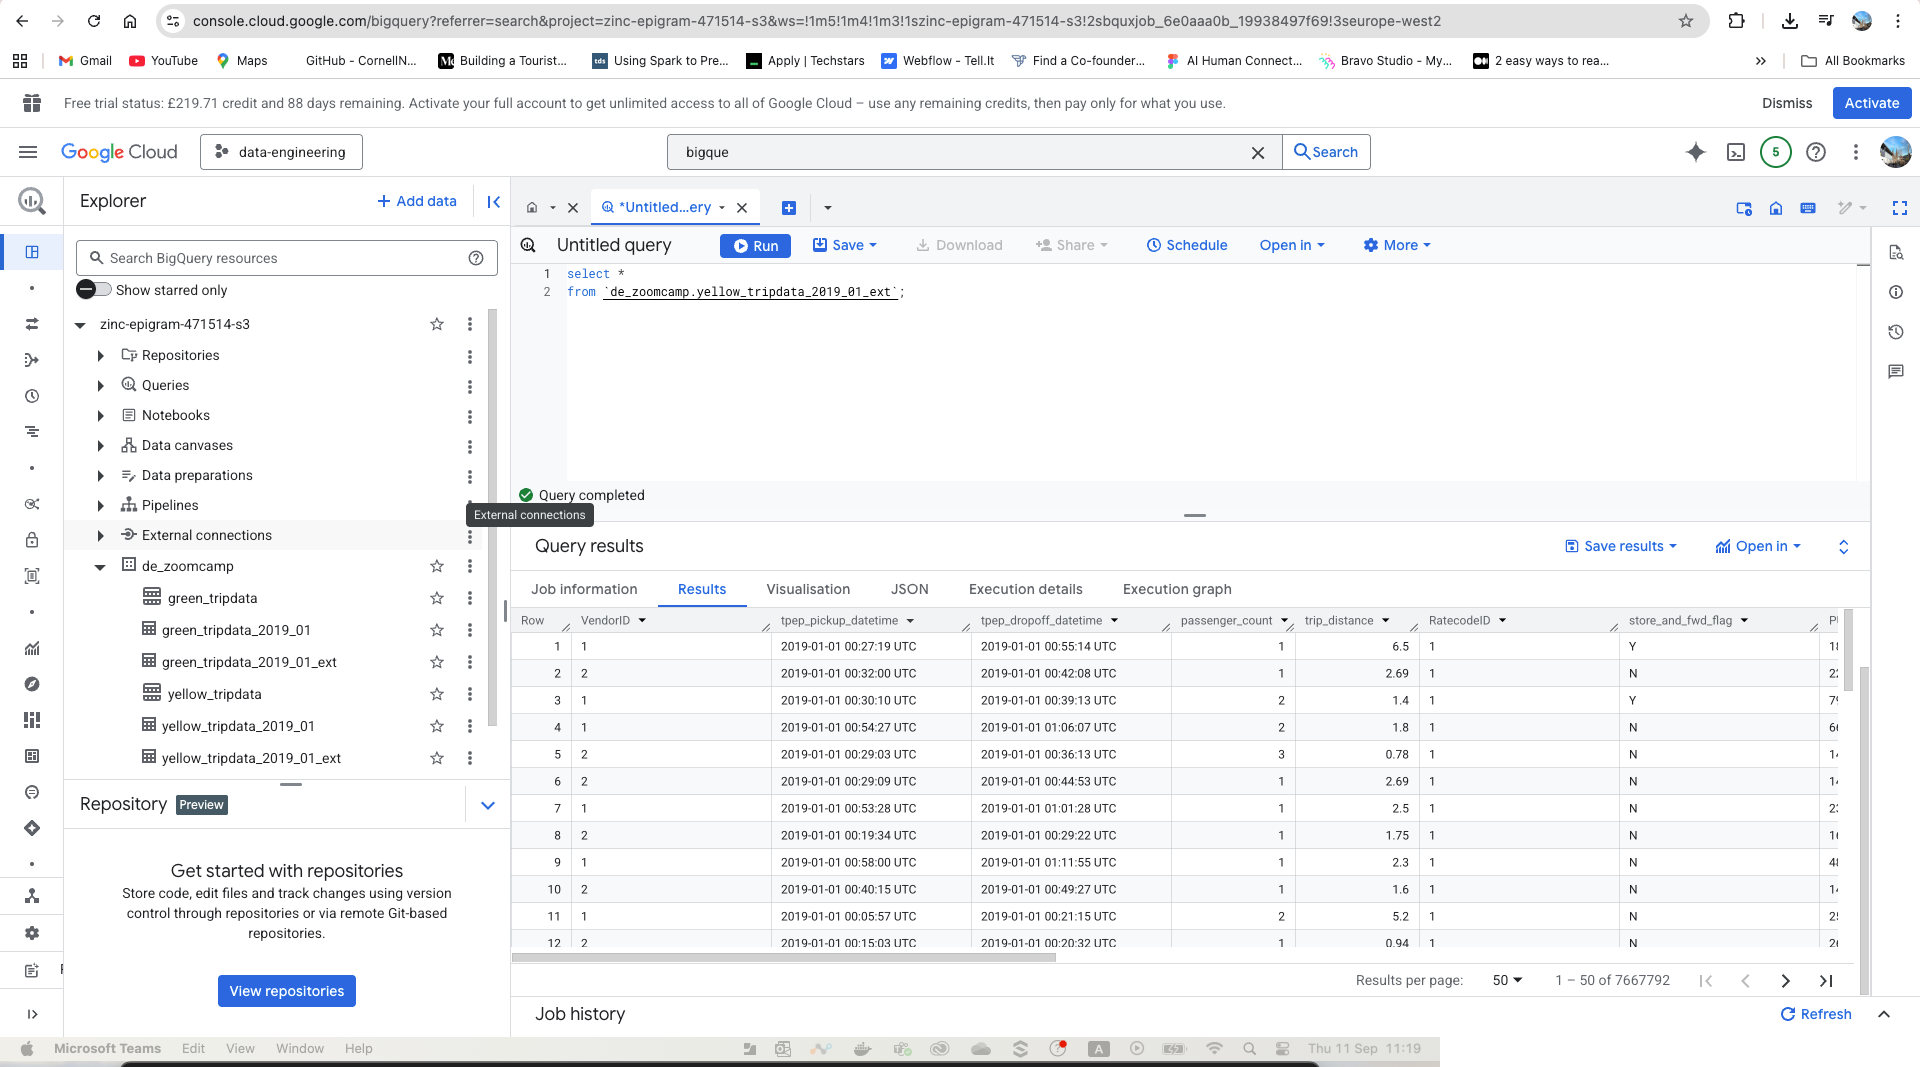 console.cloud.google.com/bigquery?referrer=search&project=zinc-epigram-471514-s3&ws=!1m5!1m4!1m3!1szinc-epigram-471514-s3!2sbquxjob_6e0aaa0b_19938497f69!3seurope-west2
Gmail YouTube Maps GitHub - CornellN... Building a Tourist... Using Spark to Pre... Apply | Techstars Webflow - Tell.It Find a Co-founder... AI Human Connect... Bravo Studio - My... 2 easy ways to rea... » All Bookmarks
Free trial status: £219.71 credit and 88 days remaining. Activate your full account to get unlimited access to all of Google Cloud – use any remaining credits, then pay only for what you use. Dismiss Activate
Google Cloud data-engineering bigque Search 5
Explorer + Add data *Untitled...ery
Untitled query Run Save Download Share Schedule Open in More
Search BigQuery resources
Show starred only
1 select *
2 from `de_zoomcamp.yellow_tripdata_2019_01_ext`;
zinc-epigram-471514-s3
Repositories
Queries
Notebooks
Data canvases
Data preparations
Pipelines
External connections
de_zoomcamp
green_tripdata
green_tripdata_2019_01
green_tripdata_2019_01_ext
yellow_tripdata
yellow_tripdata_2019_01
yellow_tripdata_2019_01_ext
Query completed
External connections
Query results Save results Open in
Job information Results Visualisation JSON Execution details Execution graph
Row VendorID tpep_pickup_datetime tpep_dropoff_datetime passenger_count trip_distance RatecodeID store_and_fwd_flag
1 1 2019-01-01 00:27:19 UTC 2019-01-01 00:55:14 UTC 1 6.5 1 Y
2 2 2019-01-01 00:32:00 UTC 2019-01-01 00:42:08 UTC 1 2.69 1 N
3 1 2019-01-01 00:30:10 UTC 2019-01-01 00:39:13 UTC 2 1.4 1 Y
4 1 2019-01-01 00:54:27 UTC 2019-01-01 01:06:07 UTC 2 1.8 1 N
5 2 2019-01-01 00:29:03 UTC 2019-01-01 00:36:13 UTC 3 0.78 1 N
6 2 2019-01-01 00:29:09 UTC 2019-01-01 00:44:53 UTC 1 2.69 1 N
7 1 2019-01-01 00:53:28 UTC 2019-01-01 01:01:28 UTC 1 2.5 1 N
8 2 2019-01-01 00:19:34 UTC 2019-01-01 00:29:22 UTC 1 1.75 1 N
9 1 2019-01-01 00:58:00 UTC 2019-01-01 01:11:55 UTC 1 2.3 1 N
10 2 2019-01-01 00:40:15 UTC 2019-01-01 00:49:27 UTC 1 1.6 1 N
11 1 2019-01-01 00:05:57 UTC 2019-01-01 00:21:15 UTC 2 5.2 1 N
12 2 2019-01-01 00:15:03 UTC 2019-01-01 00:20:32 UTC 1 0.94 1 N
Results per page: 50 1 – 50 of 7667792
Job history Refresh
Repository Preview
Get started with repositories
Store code, edit files and track changes using version
control through repositories or via remote Git-based
repositories.
View repositories
Microsoft Teams Edit View Window Help A Thu 11 Sep 11:19